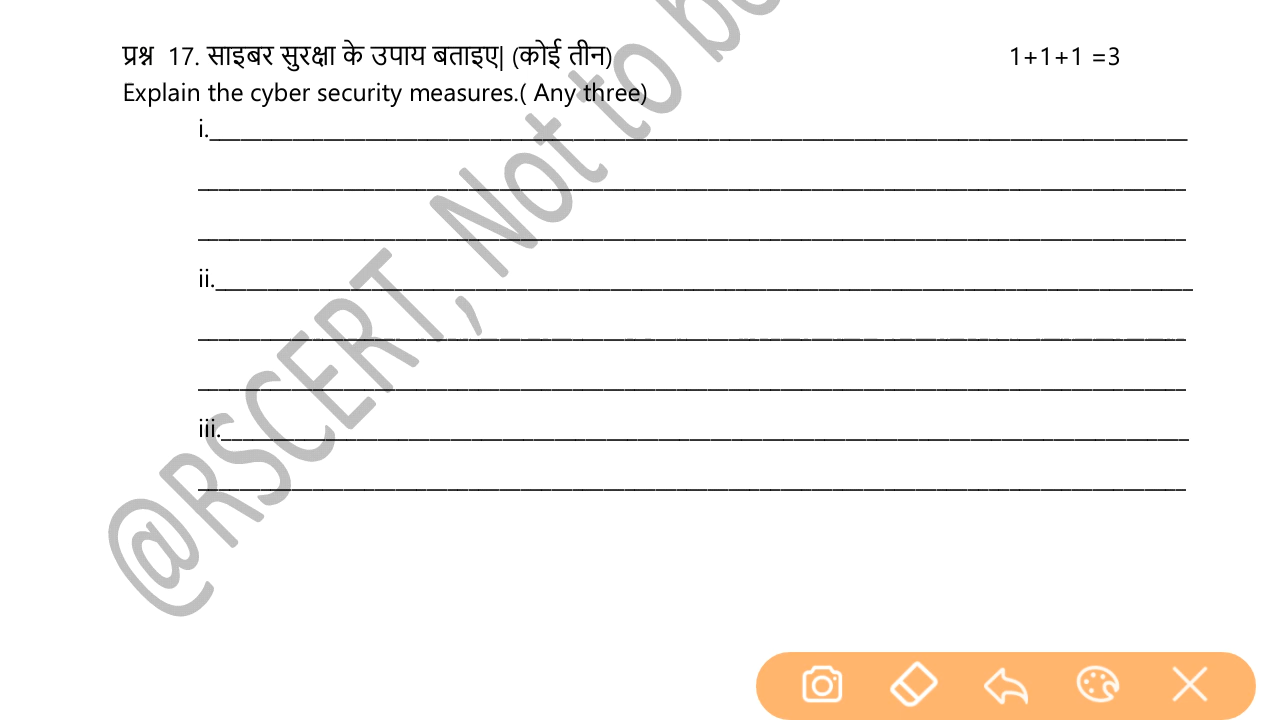 प्रश्न 17. साइबर सुरक्षा के उपाय बताइए| (कोई तीन) 1+1+1 =3
Explain the cyber security measures.( Any three)
i.
ii.
iii.
@RSCERT, Not to be